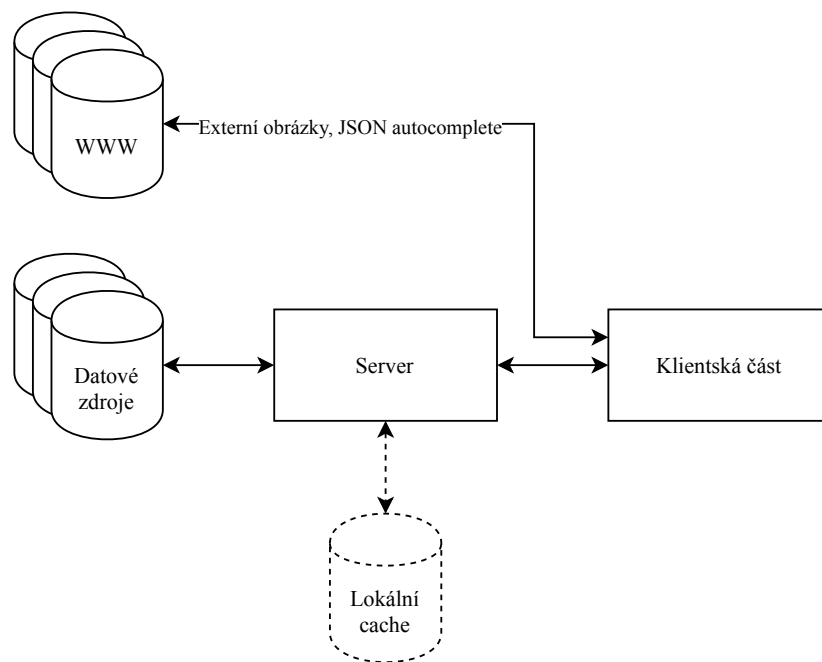 WWW
Externí obrázky, JSON autocomplete
Datové
zdroje
Server
Klientská část
Lokální
cache